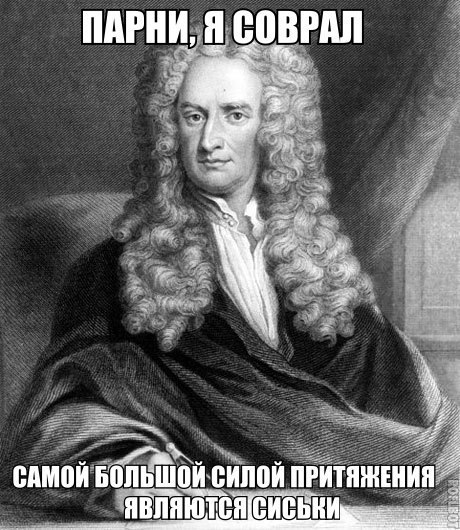 ПАРНИ, Я СОВРАЛ
САМОЙ БОЛЬШОЙ СИЛОЙ ПРИТЯЖЕНИЯ
ЯВЛЯЮТСЯ СИСЬКИ